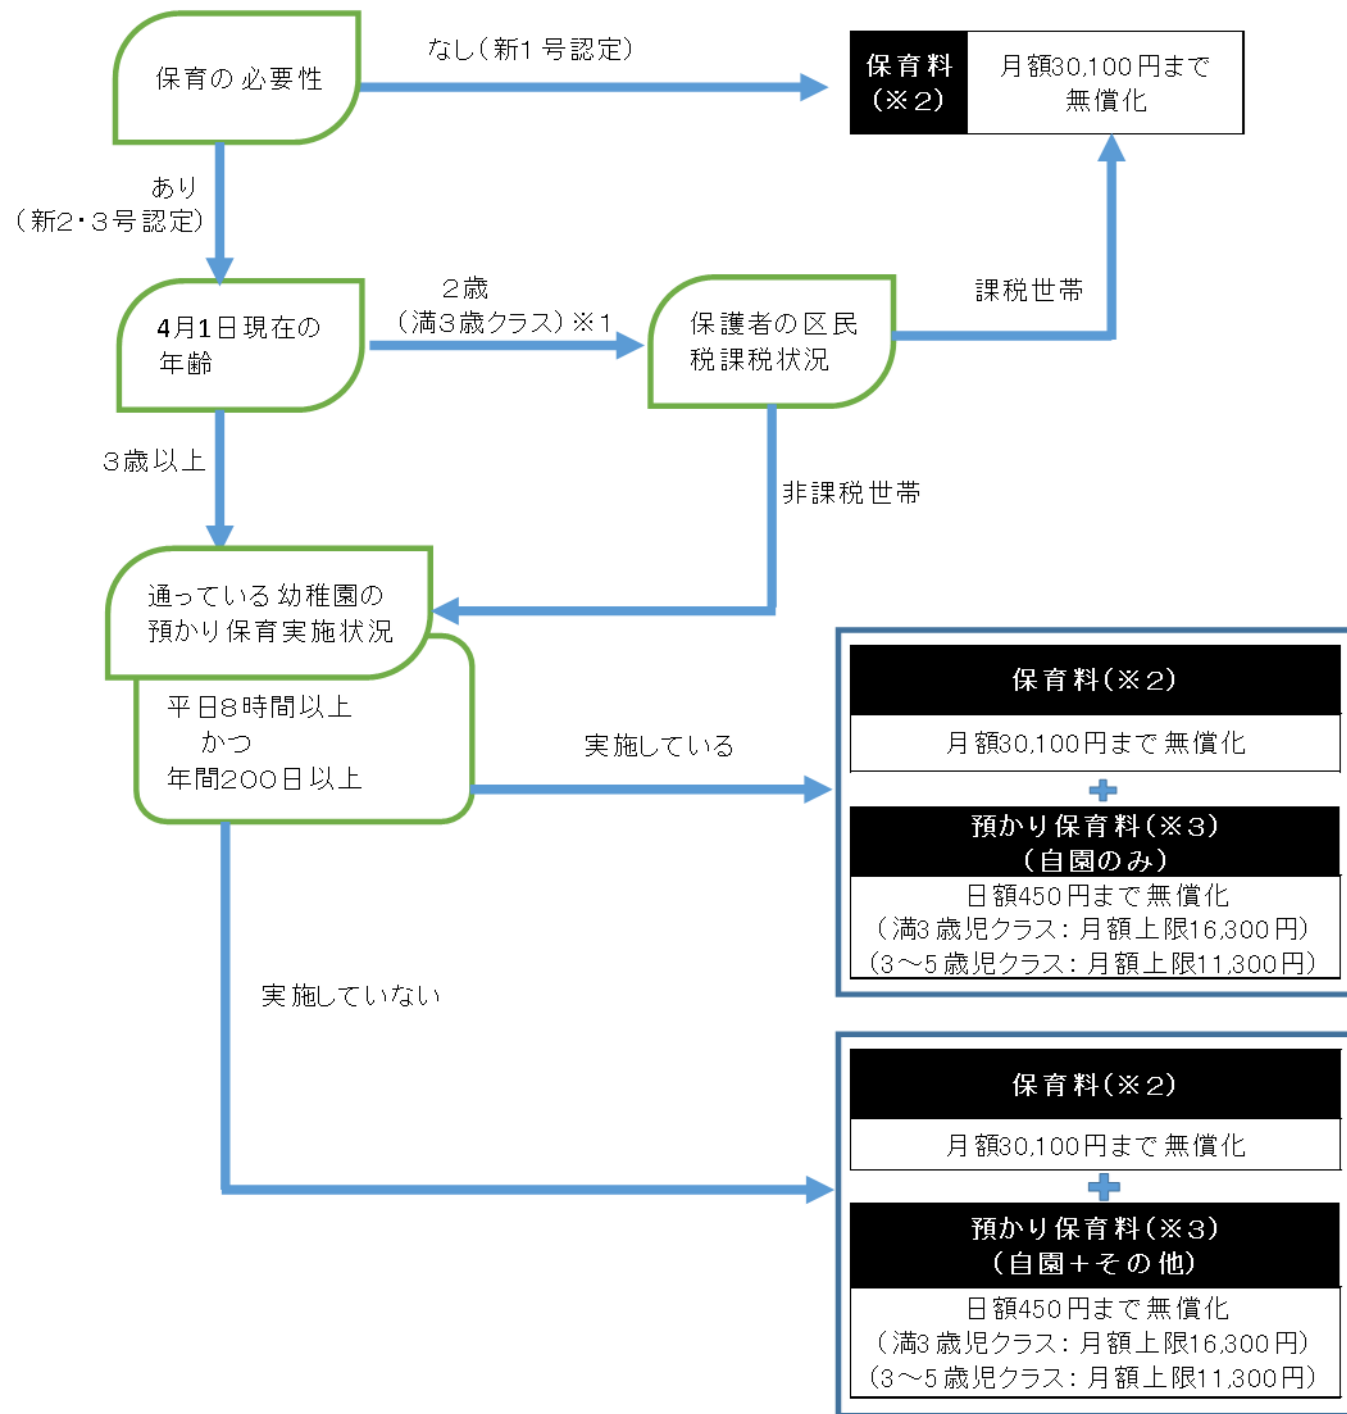 保育の必要性
なし（新１号認定）
保育料
（※２）
月額30,100円まで
無償化
あり
（新2・3号認定）
4月1日現在の
年齢
２歳
（満３歳クラス）※１
保護者の区民
税課税状況
課税世帯
3歳以上
非課税世帯
通っている幼稚園の
預かり保育実施状況
平日8時間以上
かつ
年間200日以上
実施している
保育料（※２）
月額30,100円まで無償化
＋
預かり保育料（※３）
（自園のみ）
日額450円まで無償化
（満3歳児クラス：月額上限16,300円）
（3～5歳児クラス：月額上限11,300円）
実施していない
保育料（※２）
月額30,100円まで無償化
＋
預かり保育料（※３）
（自園＋その他）
日額450円まで無償化
（満3歳児クラス：月額上限16,300円）
（3～5歳児クラス：月額上限11,300円）